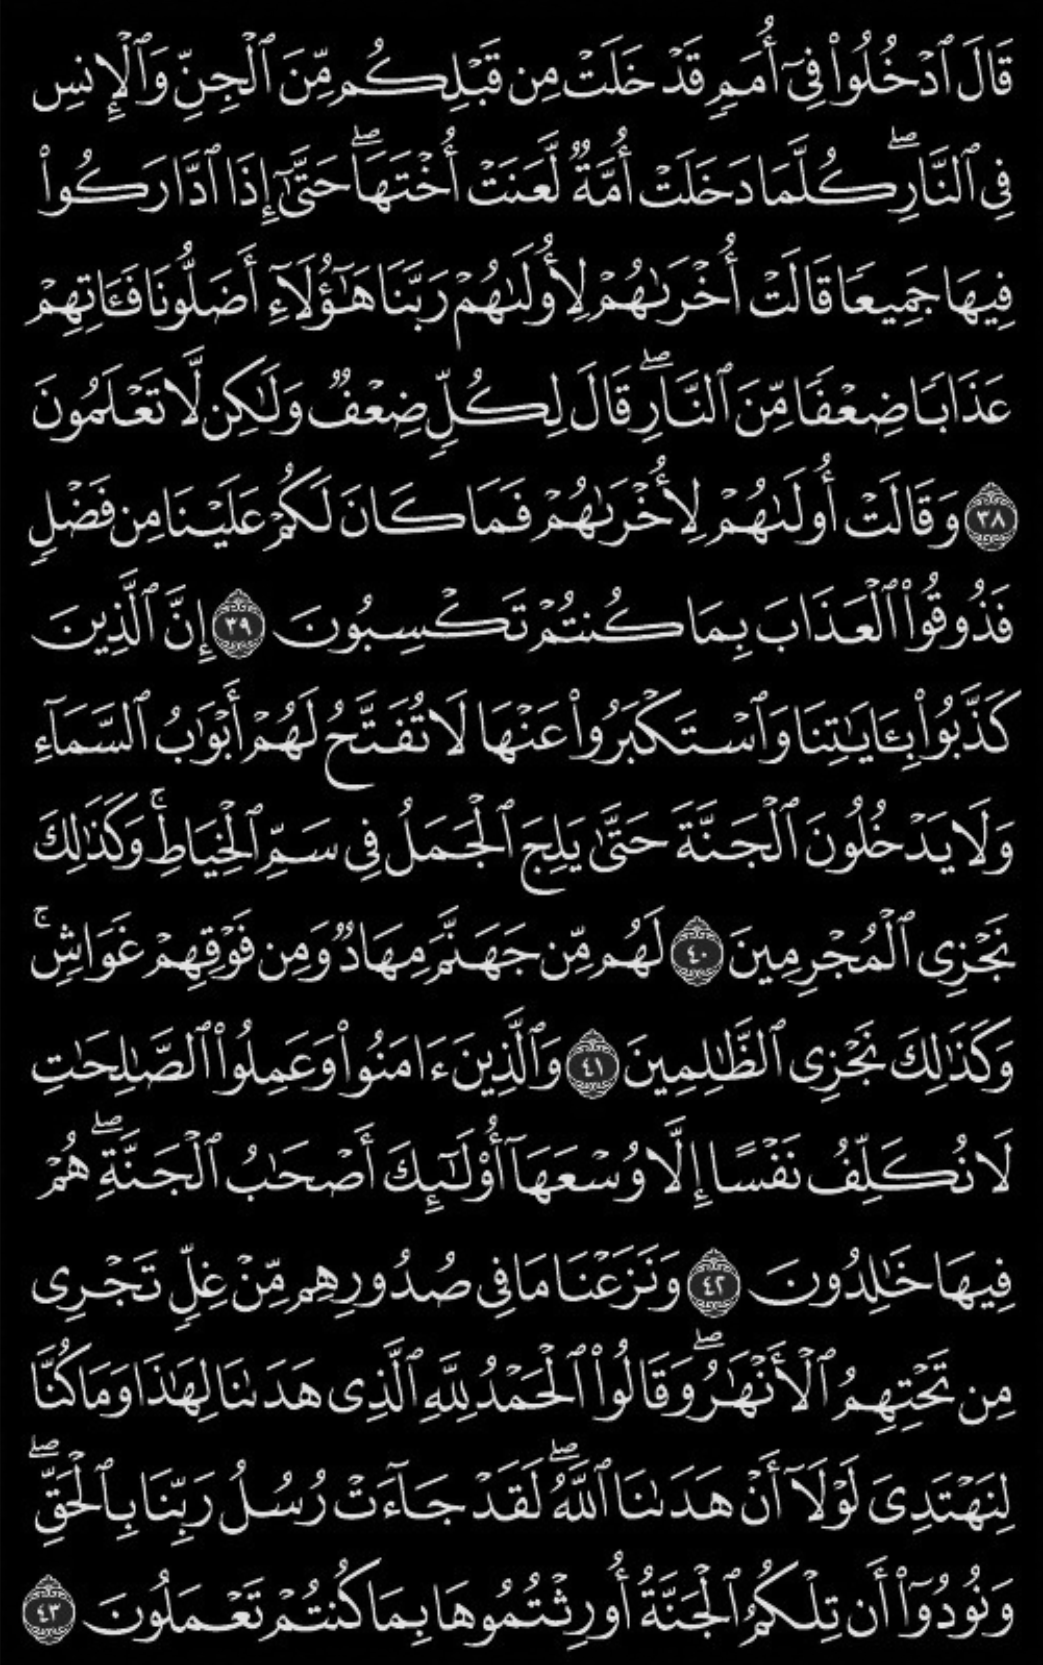 قَالَ ٱدْخُلُوا۟ فِىٓ أُمَمٍ قَدْ خَلَتْ مِن قَبْلِكُم مِّنَ ٱلْجِنِّ وَٱلْإِنسِ
فِى ٱلنَّارِ ۖ كُلَّمَا دَخَلَتْ أُمَّةٌ لَّعَنَتْ أُخْتَهَا ۖ حَتَّىٰٓ إِذَا ٱدَّارَكُوا۟
فِيهَا جَمِيعًا قَالَتْ أُخْرَىٰهُمْ لِأُولَىٰهُمْ رَبَّنَا هَـٰٓؤُلَآءِ أَضَلُّونَا فَـَٔاتِهِمْ
عَذَابًا ضِعْفًا مِّنَ ٱلنَّارِ ۖ قَالَ لِكُلٍّ ضِعْفٌ وَلَـٰكِن لَّا تَعْلَمُونَ
٣٨ وَقَالَتْ أُولَىٰهُمْ لِأُخْرَىٰهُمْ فَمَا كَانَ لَكُمْ عَلَيْنَا مِن فَضْلٍ
فَذُوقُوا۟ ٱلْعَذَابَ بِمَا كُنتُمْ تَكْسِبُونَ ٣٩ إِنَّ ٱلَّذِينَ
كَذَّبُوا۟ بِـَٔايَـٰتِنَا وَٱسْتَكْبَرُوا۟ عَنْهَا لَا تُفَتَّحُ لَهُمْ أَبْوَٰبُ ٱلسَّمَآءِ
وَلَا يَدْخُلُونَ ٱلْجَنَّةَ حَتَّىٰ يَلِجَ ٱلْجَمَلُ فِى سَمِّ ٱلْخِيَاطِ ۚ وَكَذَٰلِكَ
نَجْزِى ٱلْمُجْرِمِينَ ٤٠ لَهُم مِّن جَهَنَّمَ مِهَادٌ وَمِن فَوْقِهِمْ غَوَاشٍ ۚ
وَكَذَٰلِكَ نَجْزِى ٱلظَّـٰلِمِينَ ٤١ وَٱلَّذِينَ ءَامَنُوا۟ وَعَمِلُوا۟ ٱلصَّـٰلِحَـٰتِ
لَا نُكَلِّفُ نَفْسًا إِلَّا وُسْعَهَآ أُو۟لَـٰٓئِكَ أَصْحَـٰبُ ٱلْجَنَّةِ ۖ هُمْ
فِيهَا خَـٰلِدُونَ ٤٢ وَنَزَعْنَا مَا فِى صُدُورِهِم مِّنْ غِلٍّ تَجْرِى
مِن تَحْتِهِمُ ٱلْأَنْهَـٰرُ ۖ وَقَالُوا۟ ٱلْحَمْدُ لِلَّهِ ٱلَّذِى هَدَىٰنَا لِهَـٰذَا وَمَا كُنَّا
لِنَهْتَدِىَ لَوْلَآ أَنْ هَدَىٰنَا ٱللَّهُ ۖ لَقَدْ جَآءَتْ رُسُلُ رَبِّنَا بِٱلْحَقِّ ۖ
وَنُودُوٓا۟ أَن تِلْكُمُ ٱلْجَنَّةُ أُورِثْتُمُوهَا بِمَا كُنتُمْ تَعْمَلُونَ ٤٣